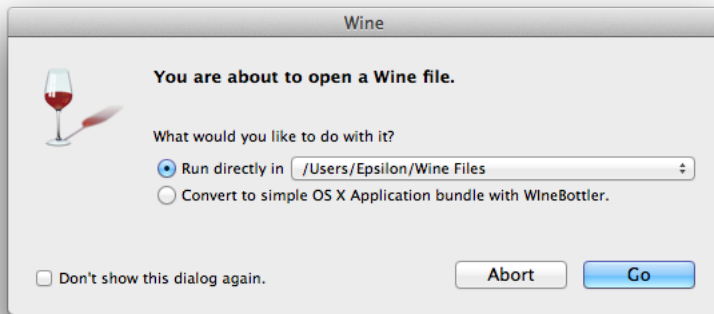 Wine
You are about to open a Wine file.
What would you like to do with it?
Run directly in /Users/Epsilon/Wine Files
Convert to simple OS X Application bundle with WIneBottler.
Don't show this dialog again.
Abort
Go